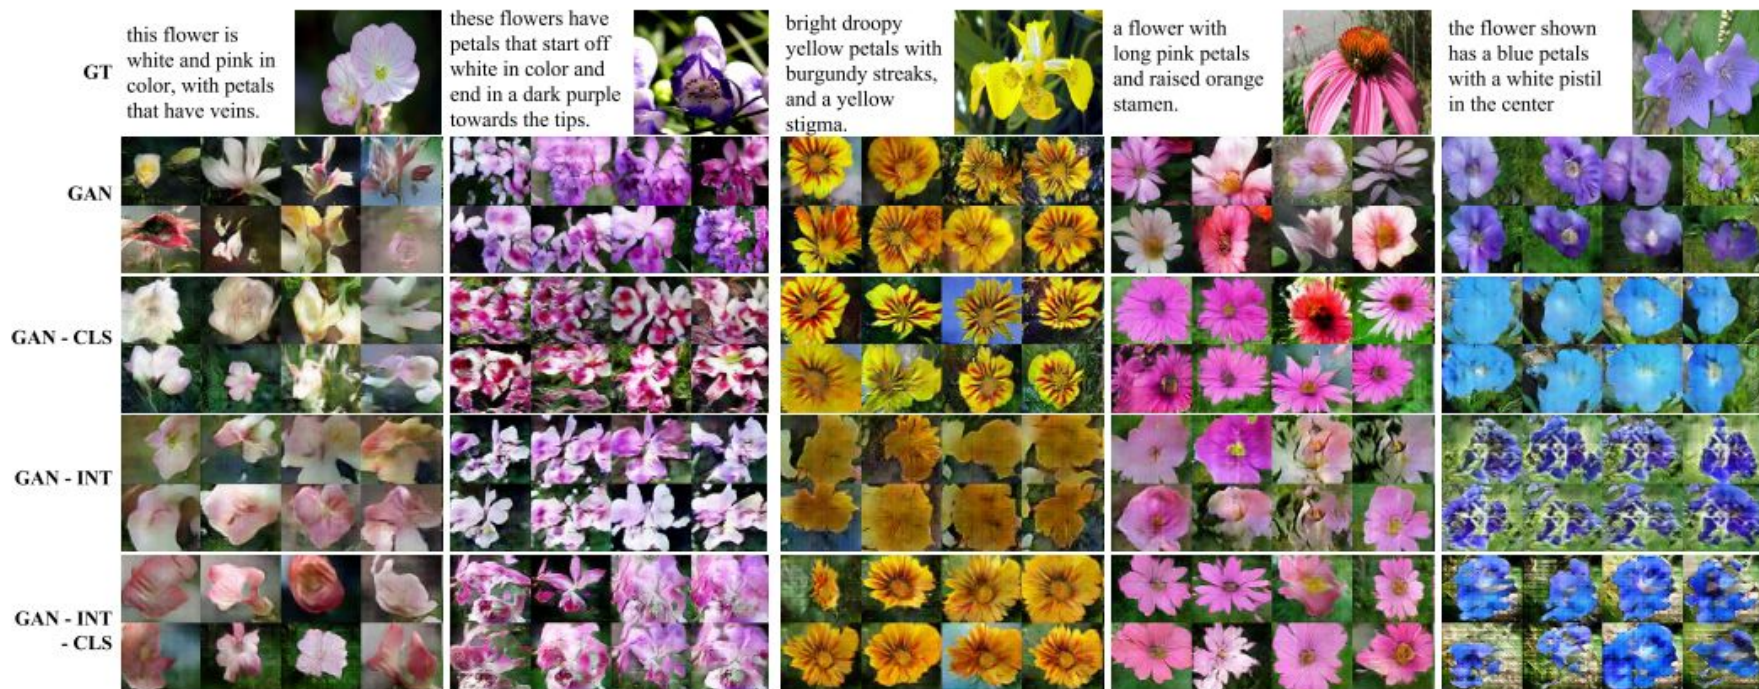 GT
this flower is
white and pink in
color, with petals
that have veins.
these flowers have
petals that start off
white in color and
end in a dark purple
towards the tips.
bright droopy
yellow petals with
burgundy streaks,
and a yellow
stigma.
a flower with
long pink petals
and raised orange
stamen.
the flower shown
has a blue petals
with a white pistil
in the center
GAN
GAN - CLS
GAN - INT
GAN - INT
- CLS